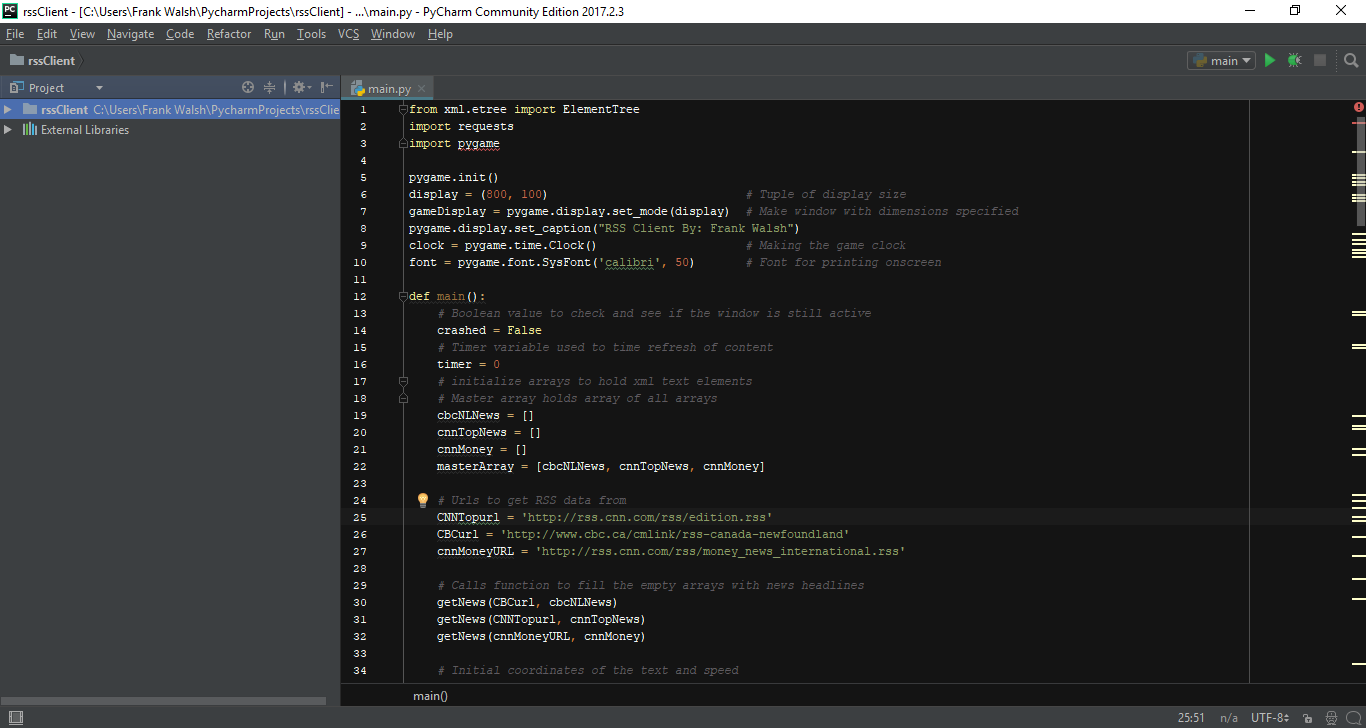 rssClient - [C:\Users\Frank Walsh\PycharmProjects\rssClient] - ...\main.py - PyCharm Community Edition 2017.2.3
File Edit View Navigate Code Refactor Run Tools VCS Window Help
rssClient
main
Project
main.py
rssClient C:\Users\Frank Walsh\PycharmProjects\rssClie
External Libraries
1 from xml.etree import ElementTree
2 import requests
3 import pygame
4
5 pygame.init()
6 display = (800, 100) # Tuple of display size
7 gameDisplay = pygame.display.set_mode(display) # Make window with dimensions specified
8 pygame.display.set_caption("RSS Client By: Frank Walsh")
9 clock = pygame.time.Clock() # Making the game clock
10 font = pygame.font.SysFont('calibri', 50) # Font for printing onscreen
11
12 def main():
13 # Boolean value to check and see if the window is still active
14 crashed = False
15 # Timer variable used to time refresh of content
16 timer = 0
17 # initialize arrays to hold xml text elements
18 # Master array holds array of all arrays
19 cbcNLNews = []
20 cnnTopNews = []
21 cnnMoney = []
22 masterArray = [cbcNLNews, cnnTopNews, cnnMoney]
23
24 # Urls to get RSS data from
25 CNNTopurl = 'http://rss.cnn.com/rss/edition.rss'
26 CBCurl = 'http://www.cbc.ca/cmlink/rss-canada-newfoundland'
27 cnnMoneyURL = 'http://rss.cnn.com/rss/money_news_international.rss'
28
29 # Calls function to fill the empty arrays with news headlines
30 getNews(CBCurl, cbcNLNews)
31 getNews(CNNTopurl, cnnTopNews)
32 getNews(cnnMoneyURL, cnnMoney)
33
34 # Initial coordinates of the text and speed
main()
25:51 n/a UTF-8